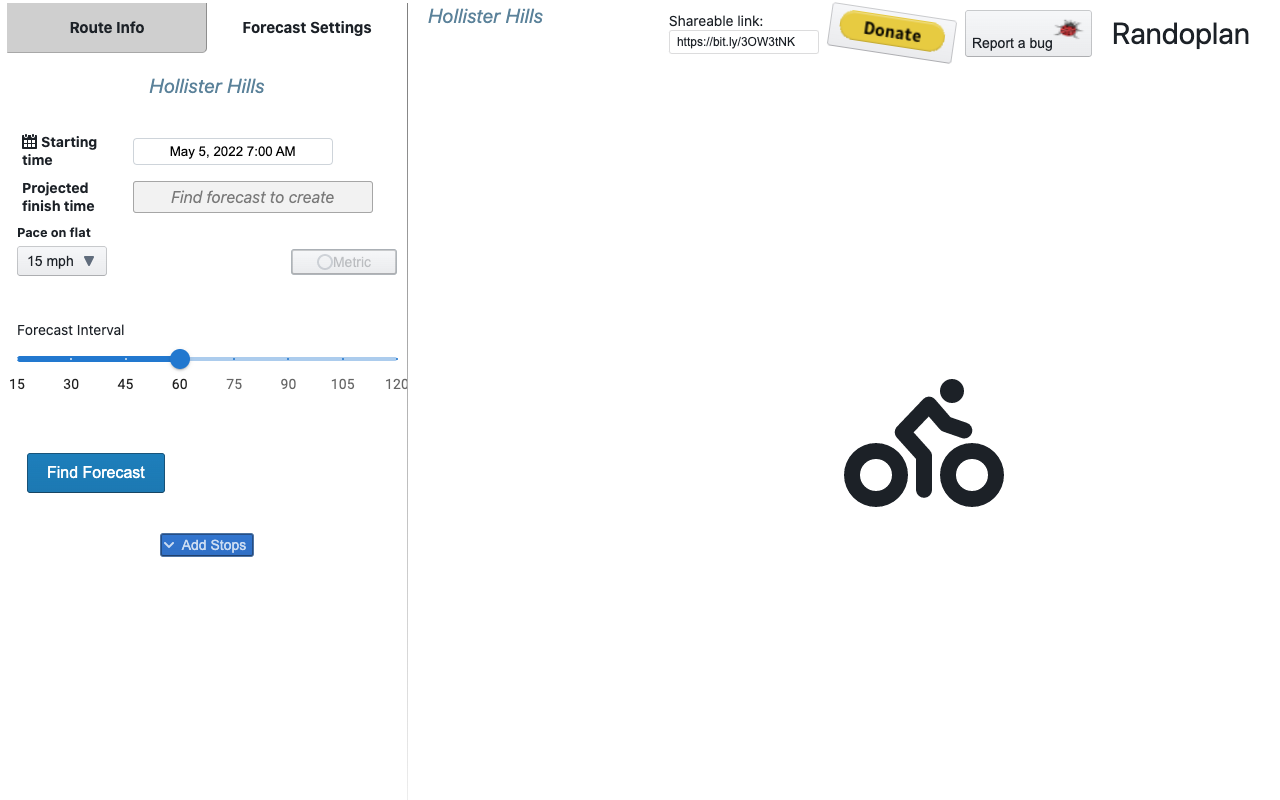 Route Info
Forecast Settings
Hollister Hills
Starting
time
May 5, 2022 7:00 AM
Projected
finish time
Find forecast to create
Pace on flat
15 mph
Metric
Forecast Interval
15 30 45 60 75 90 105 120
Find Forecast
Add Stops
Hollister Hills
Shareable link:
https://bit.ly/3OW3tNK
Donate
Report a bug
Randoplan